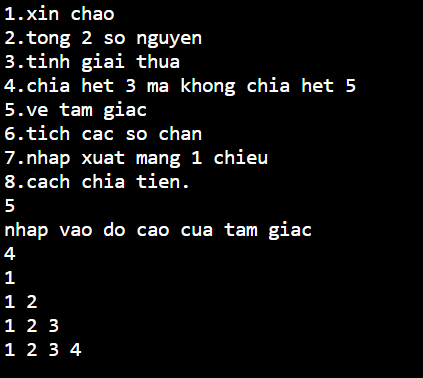 1.xin chao
2.tong 2 so nguyen
3.tinh giai thua
4.chia het 3 ma khong chia het 5
5.ve tam giac
6.tich cac so chan
7.nhap xuat mang 1 chieu
8.cach chia tien.
5
nhap vao do cao cua tam giac
4
1
1 2
1 2 3
1 2 3 4